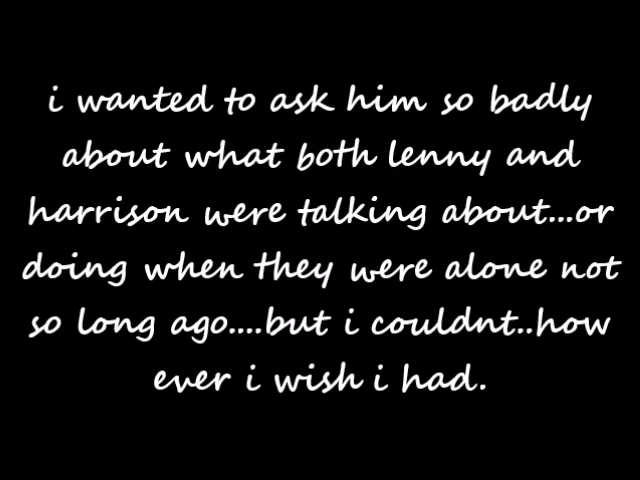 i wanted to ask him so badly
about what both lenny and
harrison were talking about...or
doing when they were alone not
so long ago....but i couldnt..how
ever i wish i had.